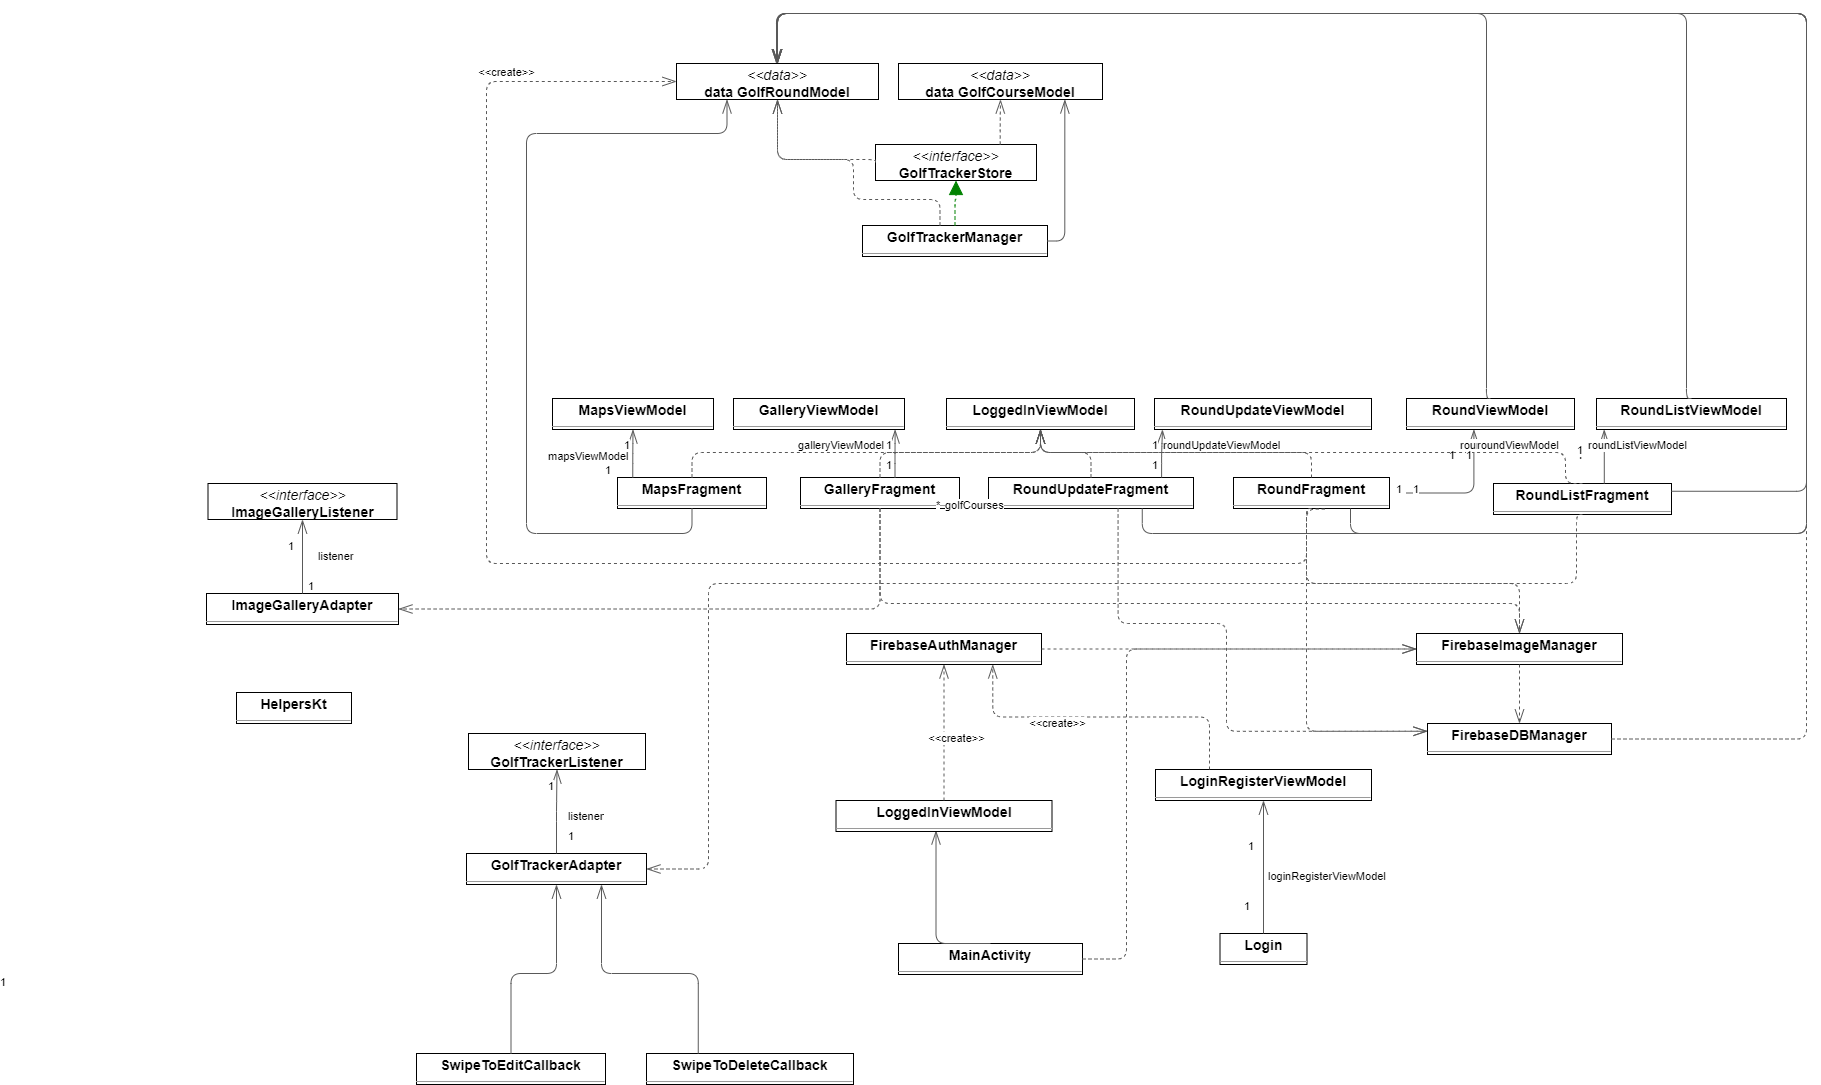 <<create>>
<<data>>
data GolfRoundModel
<<data>>
data GolfCourseModel
<<interface>>
GolfTrackerStore
GolfTrackerManager
MapsViewModel
GalleryViewModel
LoggedInViewModel
RoundUpdateViewModel
RoundViewModel
RoundListViewModel
1
mapsViewModel
1
galleryViewModel 1
1
1 roundUpdateViewModel
1
rouroundViewModel
1 1
1 roundListViewModel
MapsFragment
GalleryFragment
RoundUpdateFragment
RoundFragment
1 1
RoundListFragment
* golfCourses
<<interface>>
ImageGalleryListener
1
listener
1
ImageGalleryAdapter
FirebaseAuthManager
FirebaseImageManager
HelpersKt
<<create>>
<<create>>
FirebaseDBManager
<<interface>>
GolfTrackerListener
1
listener
1
LoginRegisterViewModel
LoggedInViewModel
1
loginRegisterViewModel
1
GolfTrackerAdapter
MainActivity
Login
1
SwipeToEditCallback
SwipeToDeleteCallback